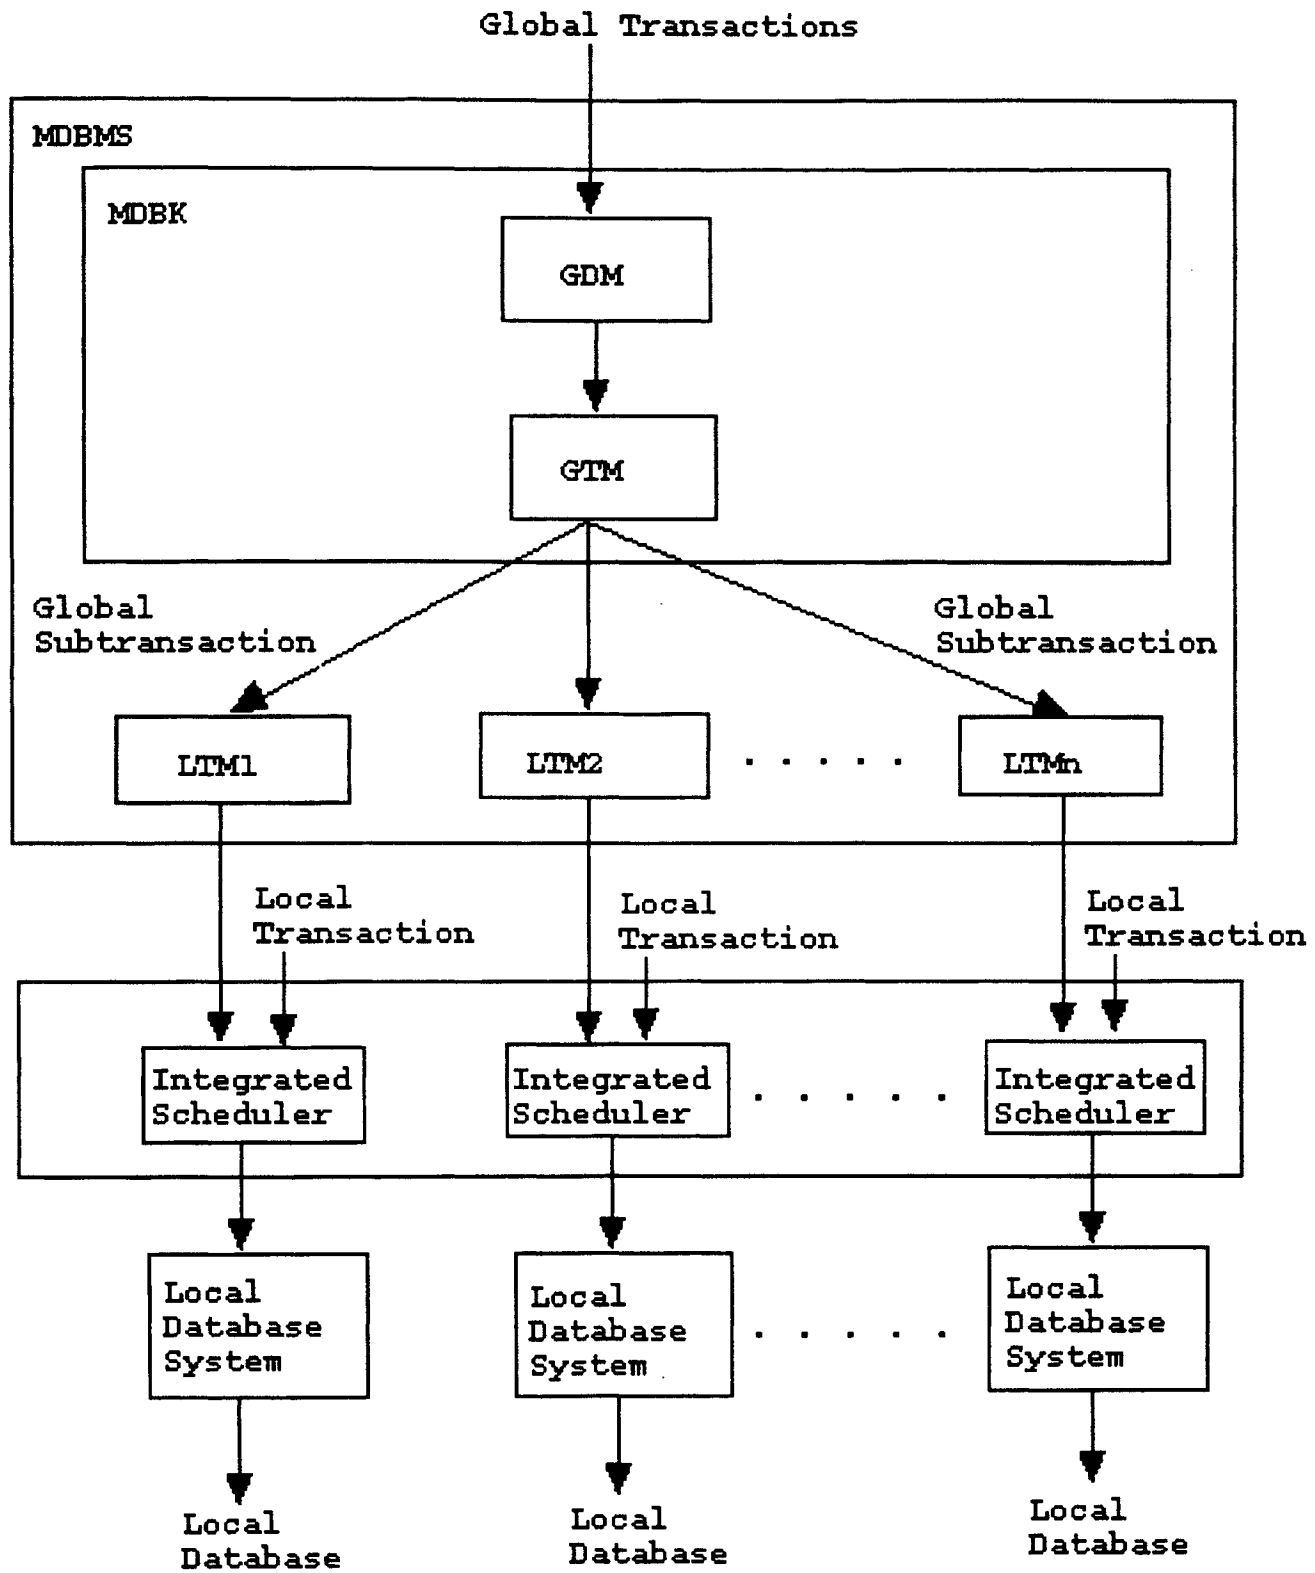 Global Transactions
MDBMS
MDBK
GDM
GTM
Global
Subtransaction
Global
Subtransaction
LTM1
LTM2
. . . . .
LTMn
Local
Transaction
Local
Transaction
Local
Transaction
Integrated
Scheduler
Integrated
Scheduler
. . . . .
Integrated
Scheduler
Local
Database
System
Local
Database
System
. . . . .
Local
Database
System
Local
Database
Local
Database
Local
Database